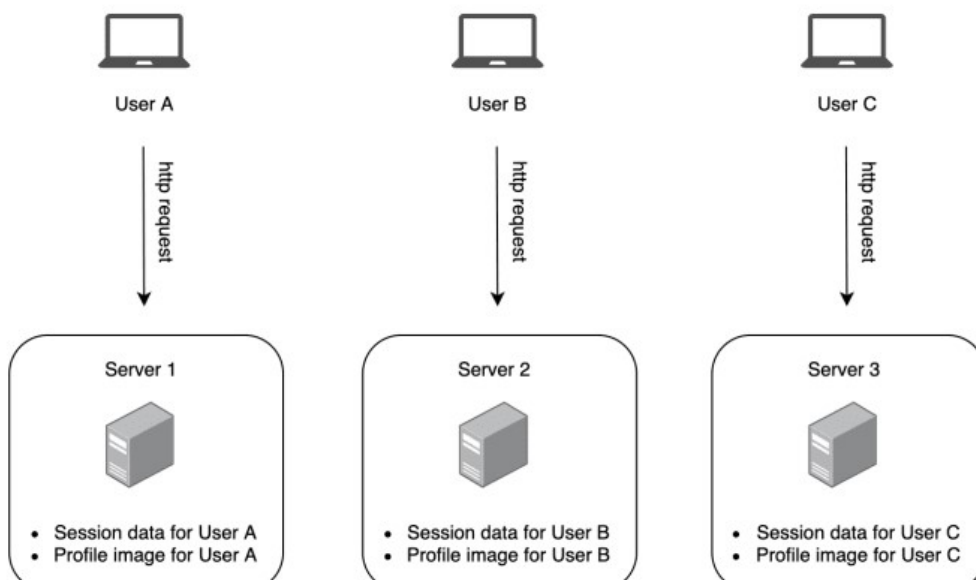 User A
User B
User C
http request
http request
http request
Server 1
Server 2
Server 3
• Session data for User A
• Profile image for User A
• Session data for User B
• Profile image for User B
• Session data for User C
• Profile image for User C